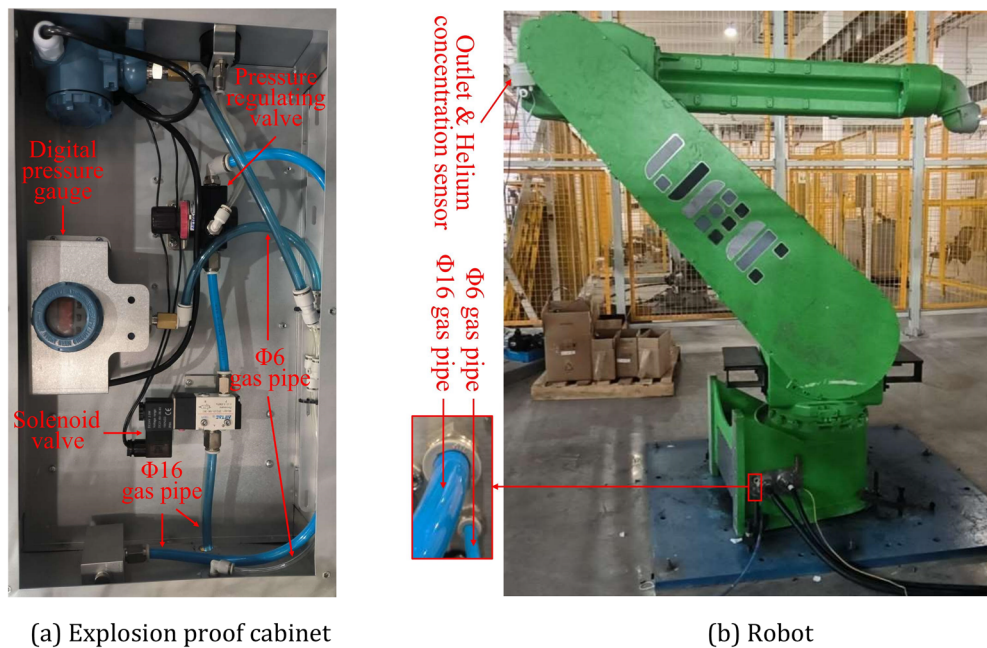 Pressure
regulating
valve
Digital
pressure
gauge
Φ6
gas pipe
Solenoid
valve
Φ16
gas pipe
Outlet & Helium
concentration sensor
Φ6 gas pipe
Φ16 gas pipe
(a) Explosion proof cabinet
(b) Robot